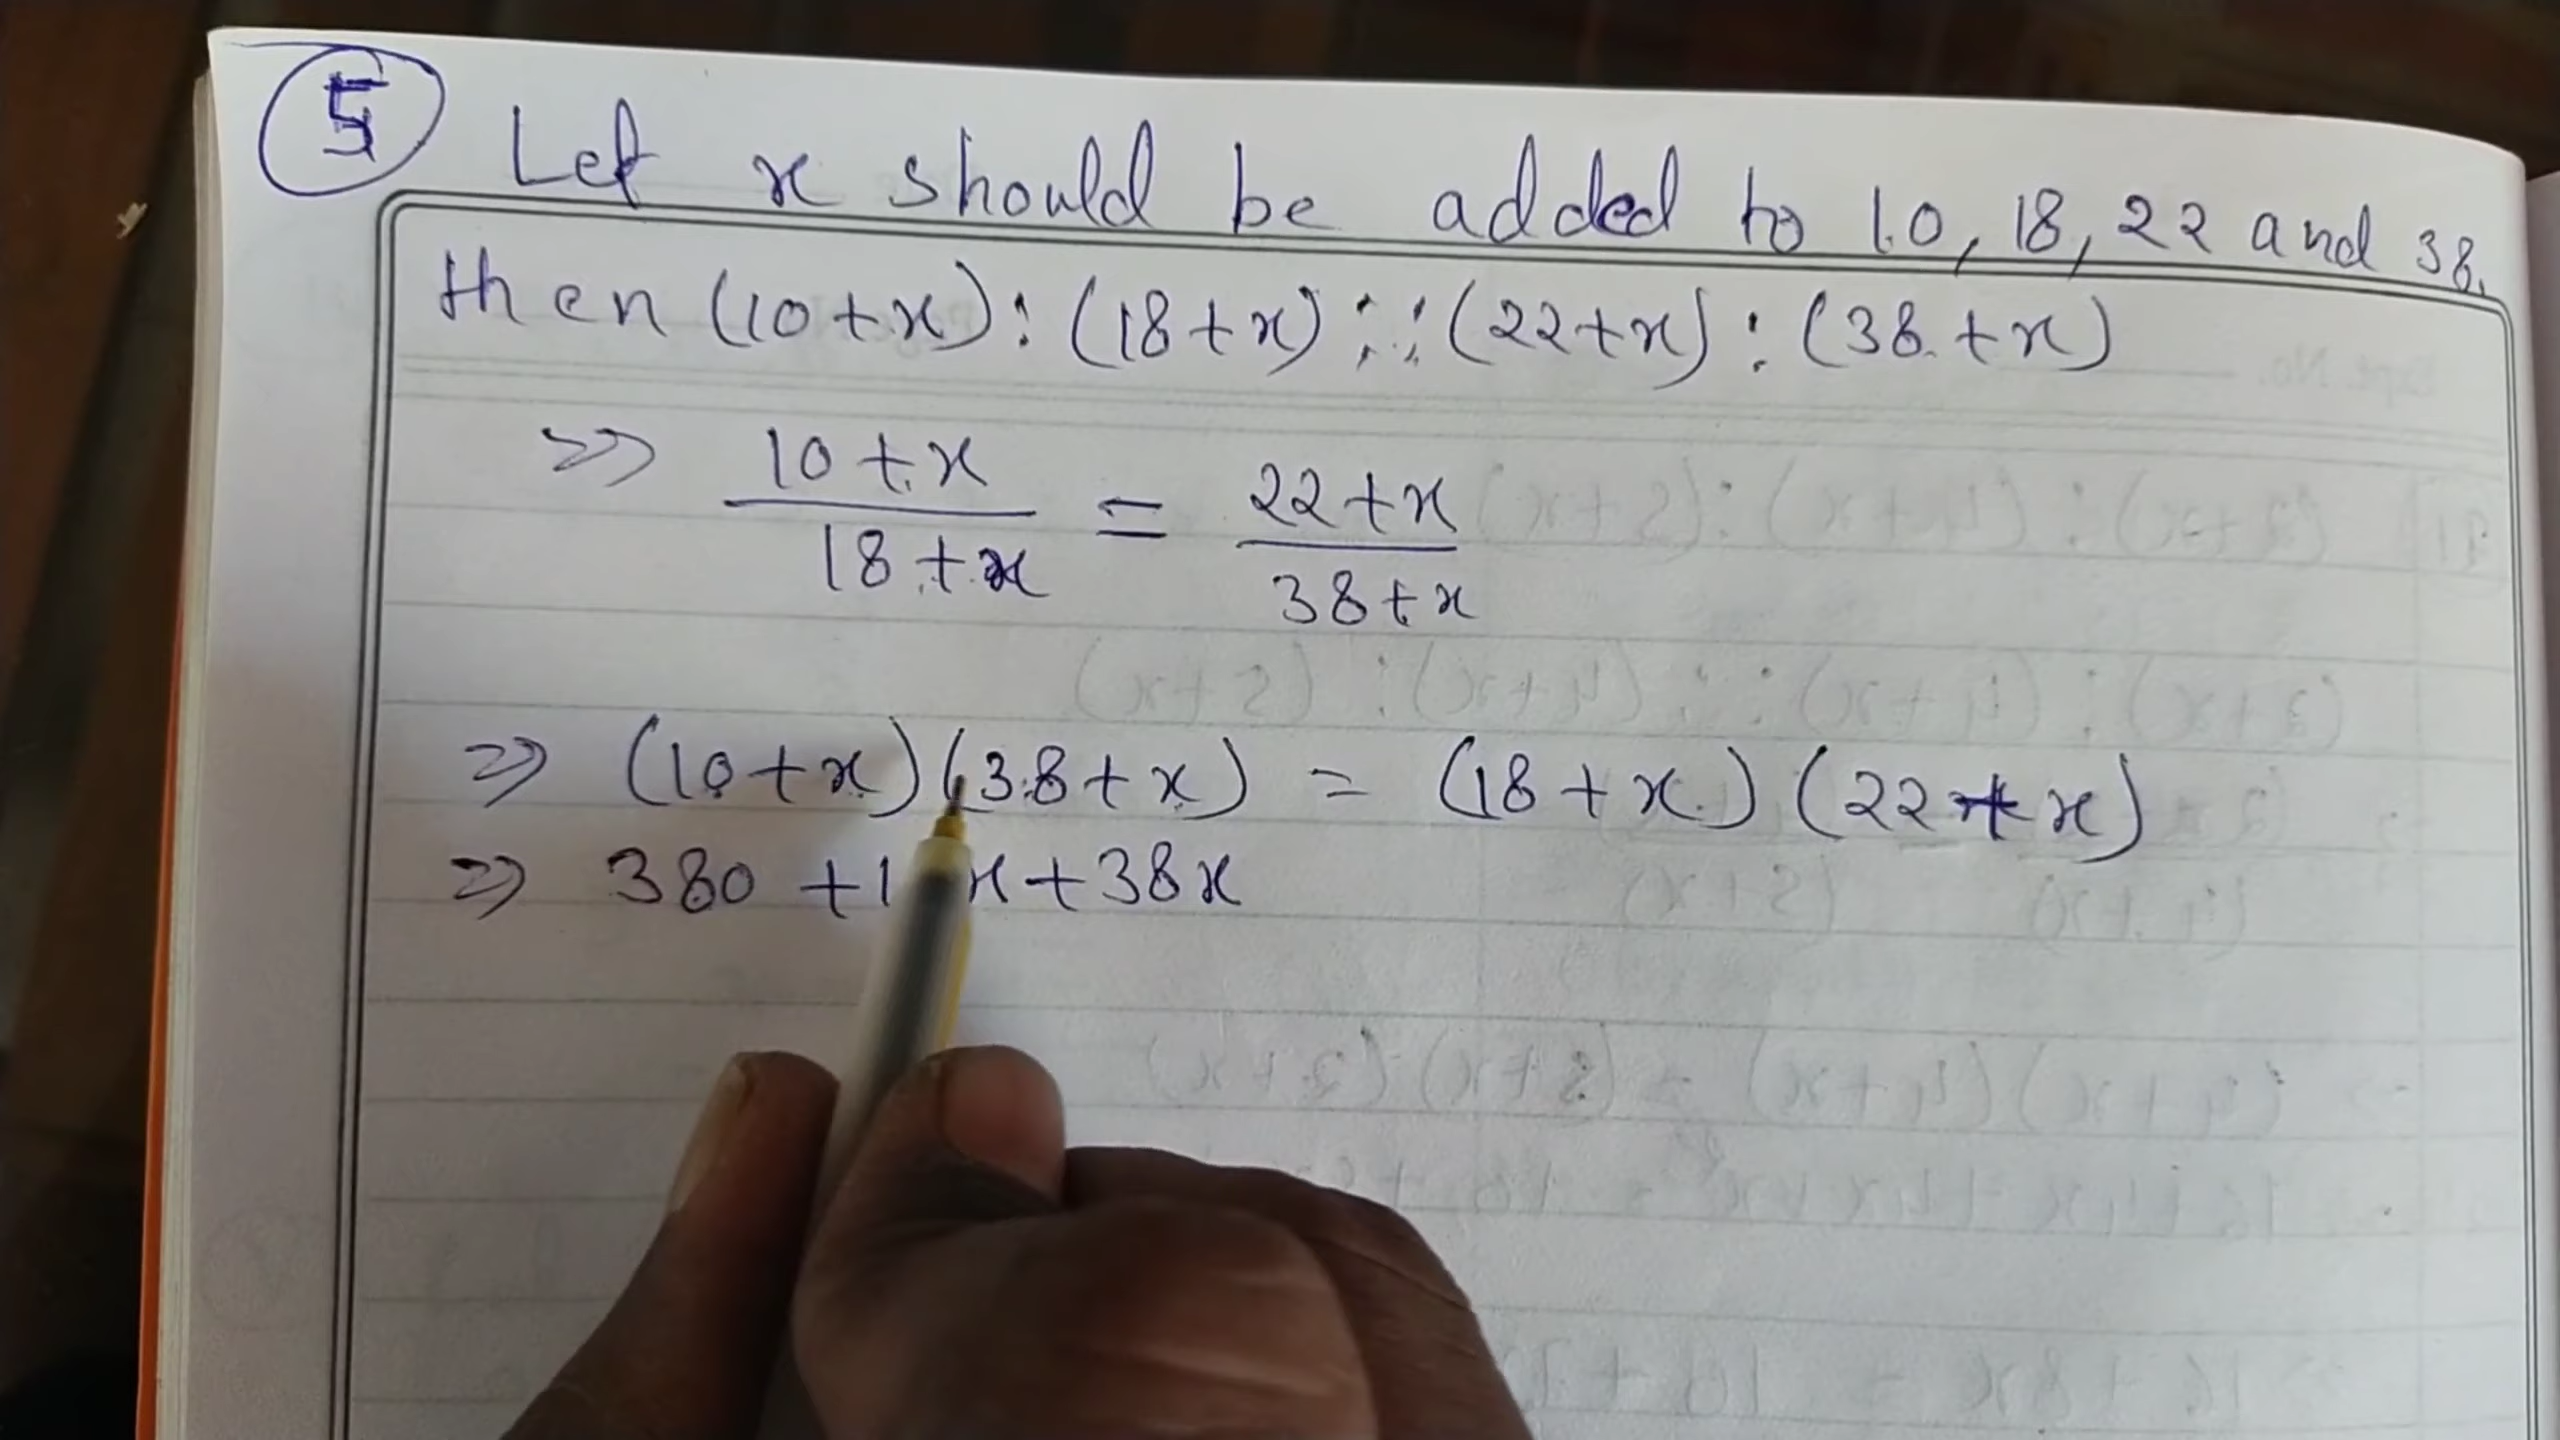 5 Let x should be added to 10, 18, 22 and 38.
then (10+x):(18+x)::(22+x):(38+x)
⇒ 10+x / 18+x = 22+x / 38+x
⇒ (10+x)(38+x) = (18+x)(22+x)
⇒ 380 +1 x+38x